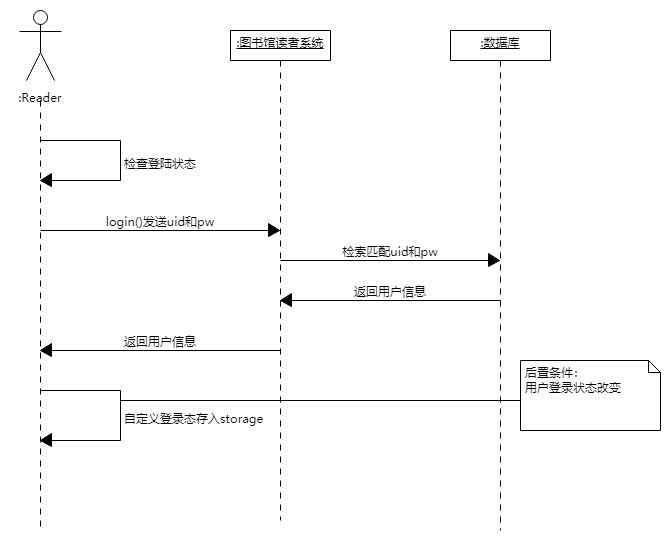 :图书馆读者系统
:数据库
:Reader
检查登陆状态
login()发送uid和pw
检索匹配uid和pw
返回用户信息
返回用户信息
后置条件：
用户登录状态改变
自定义登录态存入storage